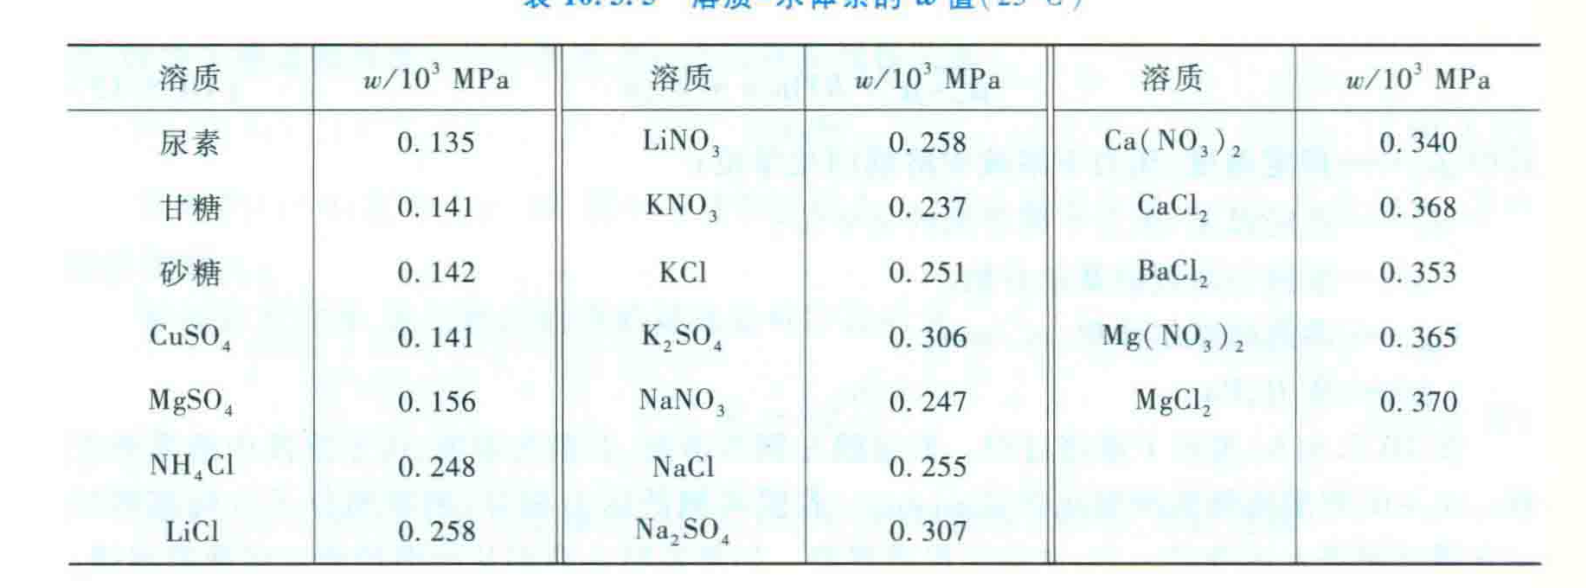 溶质 w/10³ MPa 溶质 w/10³ MPa 溶质 w/10³ MPa
尿素 0.135 LiNO₃ 0.258 Ca(NO₃)₂ 0.340
甘糖 0.141 KNO₃ 0.237 CaCl₂ 0.368
砂糖 0.142 KCl 0.251 BaCl₂ 0.353
CuSO₄ 0.141 K₂SO₄ 0.306 Mg(NO₃)₂ 0.365
MgSO₄ 0.156 NaNO₃ 0.247 MgCl₂ 0.370
NH₄Cl 0.248 NaCl 0.255
LiCl 0.258 Na₂SO₄ 0.307